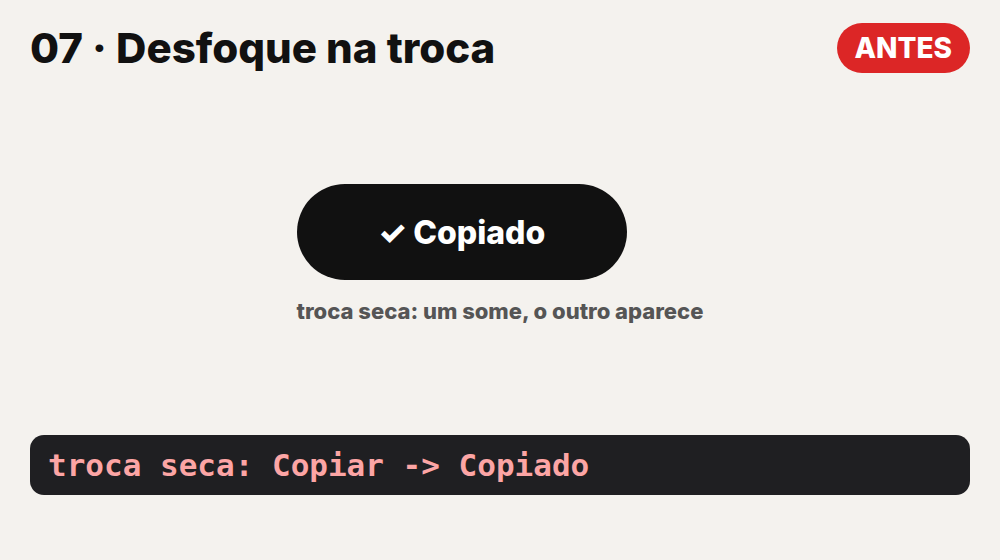 07 · Desfoque na troca
ANTES
✓ Copiado
troca seca: um some, o outro aparece
troca seca: Copiar -> Copiado